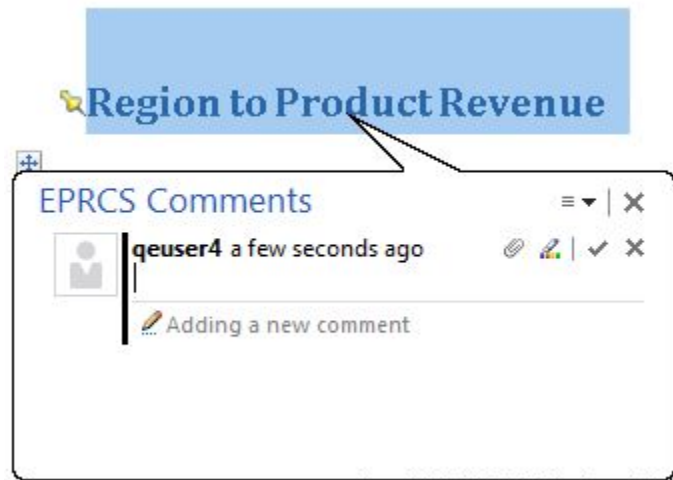 Region to Product Revenue
EPRCS Comments
qeuser4 a few seconds ago
Adding a new comment